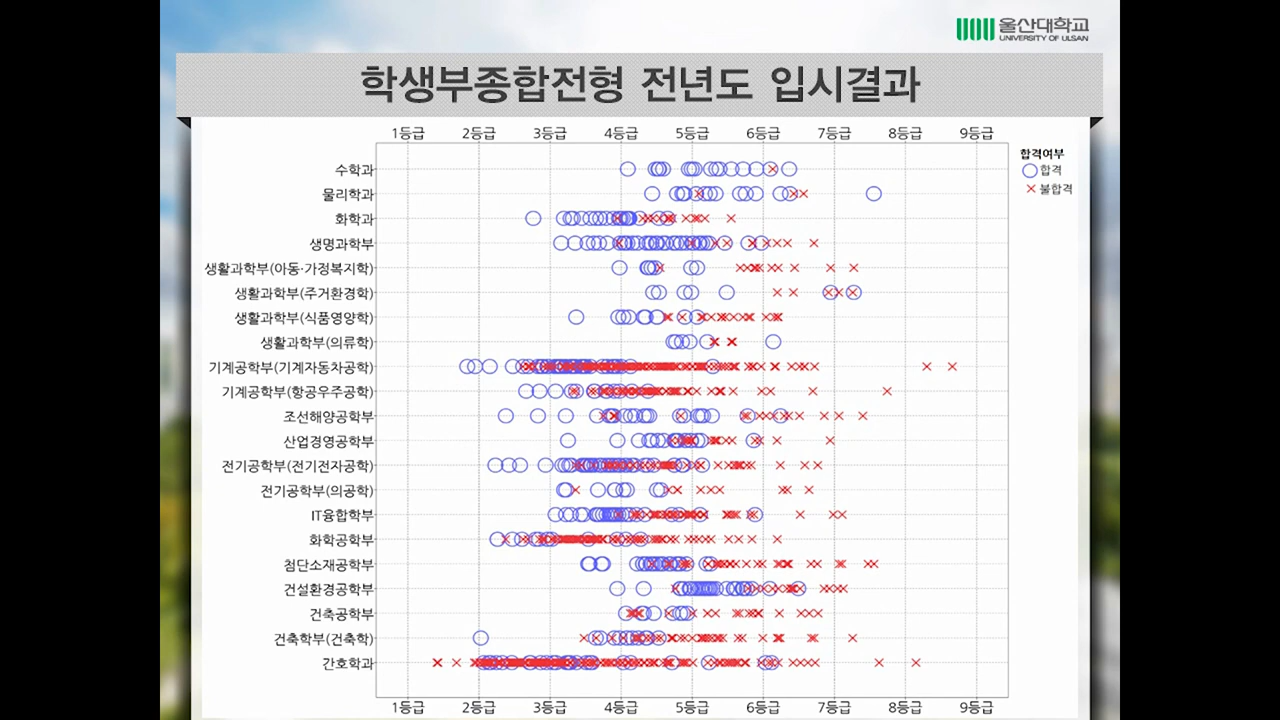 울산대학교
UNIVERSITY OF ULSAN
학생부종합전형 전년도 입시결과
1등급 2등급 3등급 4등급 5등급 6등급 7등급 8등급 9등급
합격여부
합격
불합격
수학과
물리학과
화학과
생명과학부
생활과학부(아동·가정복지학)
생활과학부(주거환경학)
생활과학부(식품영양학)
생활과학부(의류학)
기계공학부(기계자동차공학)
기계공학부(항공우주공학)
조선해양공학부
산업경영공학부
전기공학부(전기전자공학)
전기공학부(의공학)
IT융합학부
화학공학부
첨단소재공학부
건설환경공학부
건축공학부
건축학부(건축학)
간호학과
1등급 2등급 3등급 4등급 5등급 6등급 7등급 8등급 9등급